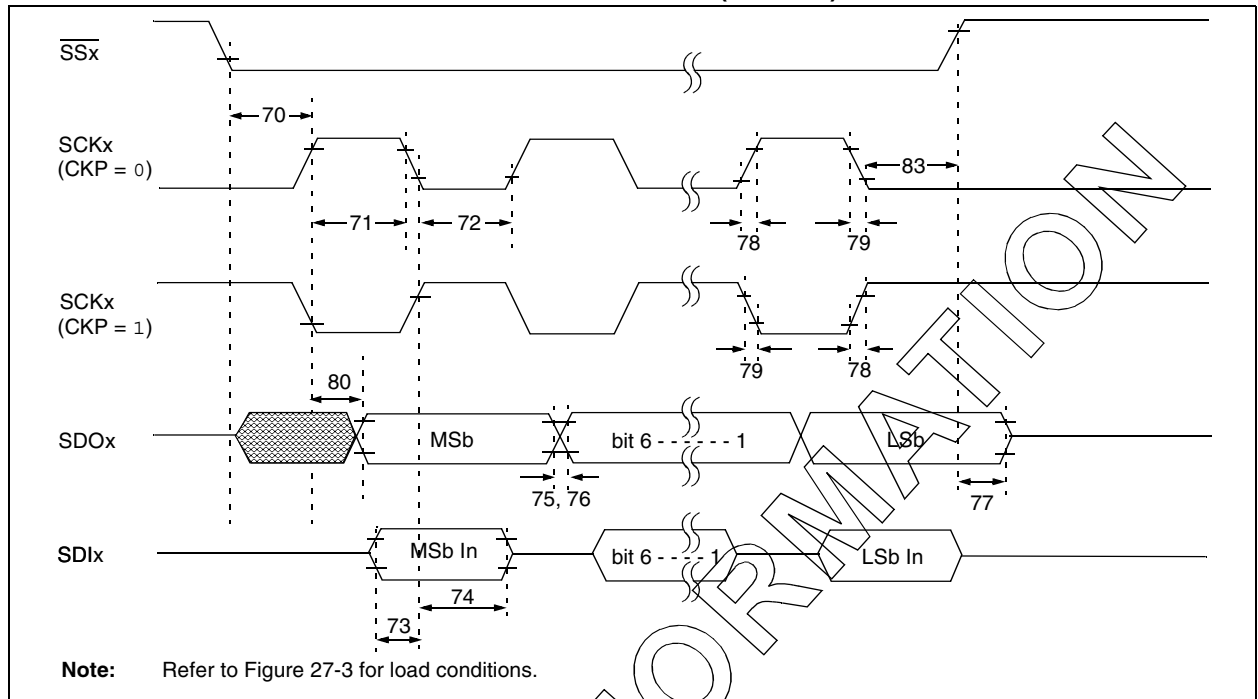 SSx
70
SCKx
(CKP = 0)
83
71
72
78
79
SCKx
(CKP = 1)
79
78
80
SDOx
MSb
bit 6 - - - - - - 1
LSb
75, 76
77
SDIx
MSb In
bit 6 - - - - 1
LSb In
74
73
Note: Refer to Figure 27-3 for load conditions.